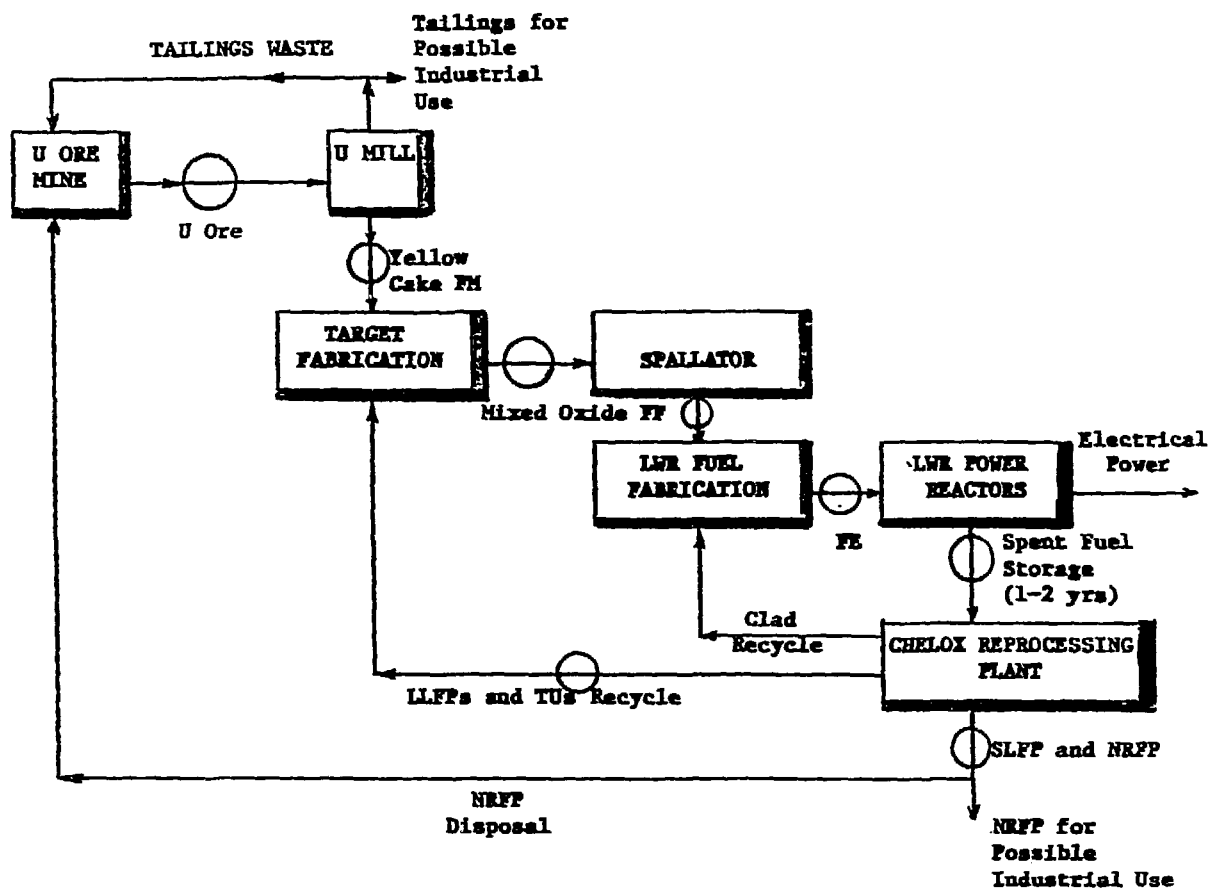 Tailings for
Possible
Industrial
Use
TAILINGS WASTE
U ORE
MINE
U MILL
U Ore
Yellow
Cake FM
TARGET
FABRICATION
SPALLATOR
Mixed Oxide FF
LWR FUEL
FABRICATION
LWR POWER
REACTORS
Electrical
Power
FE
Spent Fuel
Storage
(1-2 yrs)
Clad
Recycle
CHELOX REPROCESSING
PLANT
LLFPs and TUs Recycle
SLFP and NRFP
NRFP
Disposal
NRFP for
Possible
Industrial Use